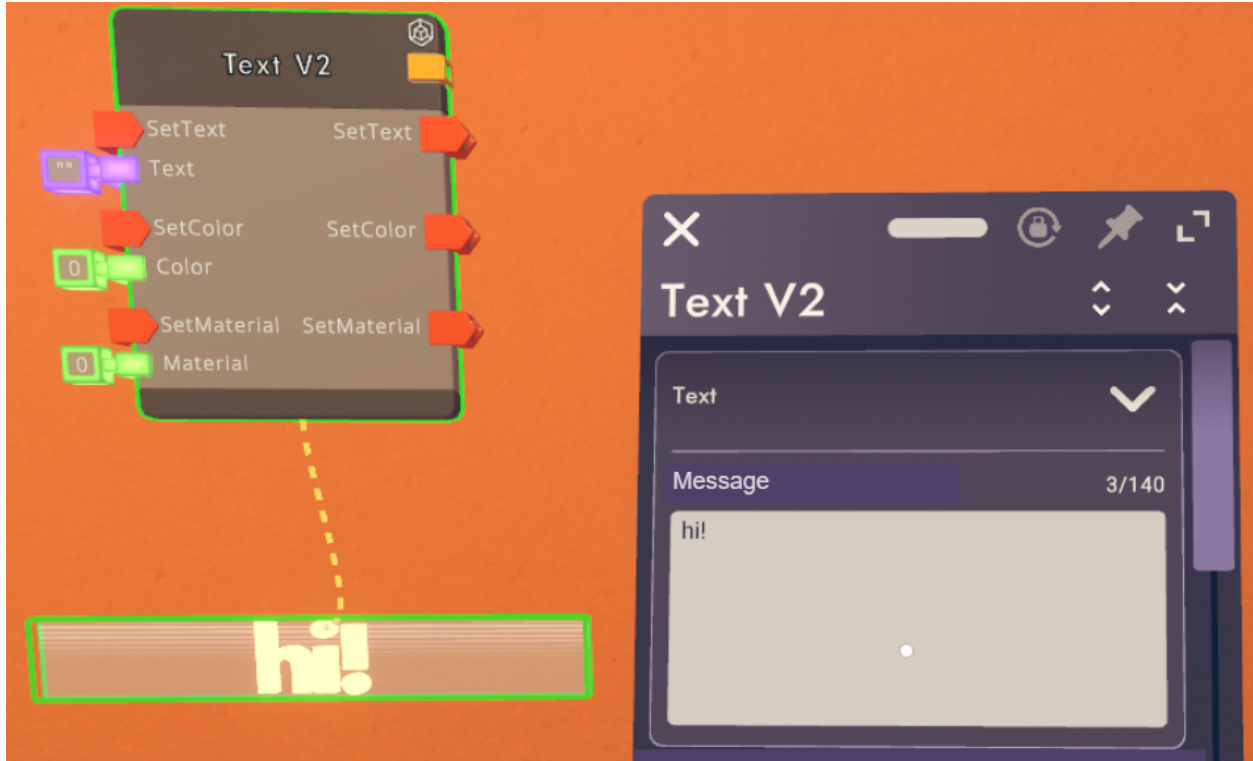 Text V2
SetText SetText
"" Text
SetColor SetColor
0 Color
SetMaterial SetMaterial
0 Material
hi!
Text V2
Text
Message 3/140
hi!